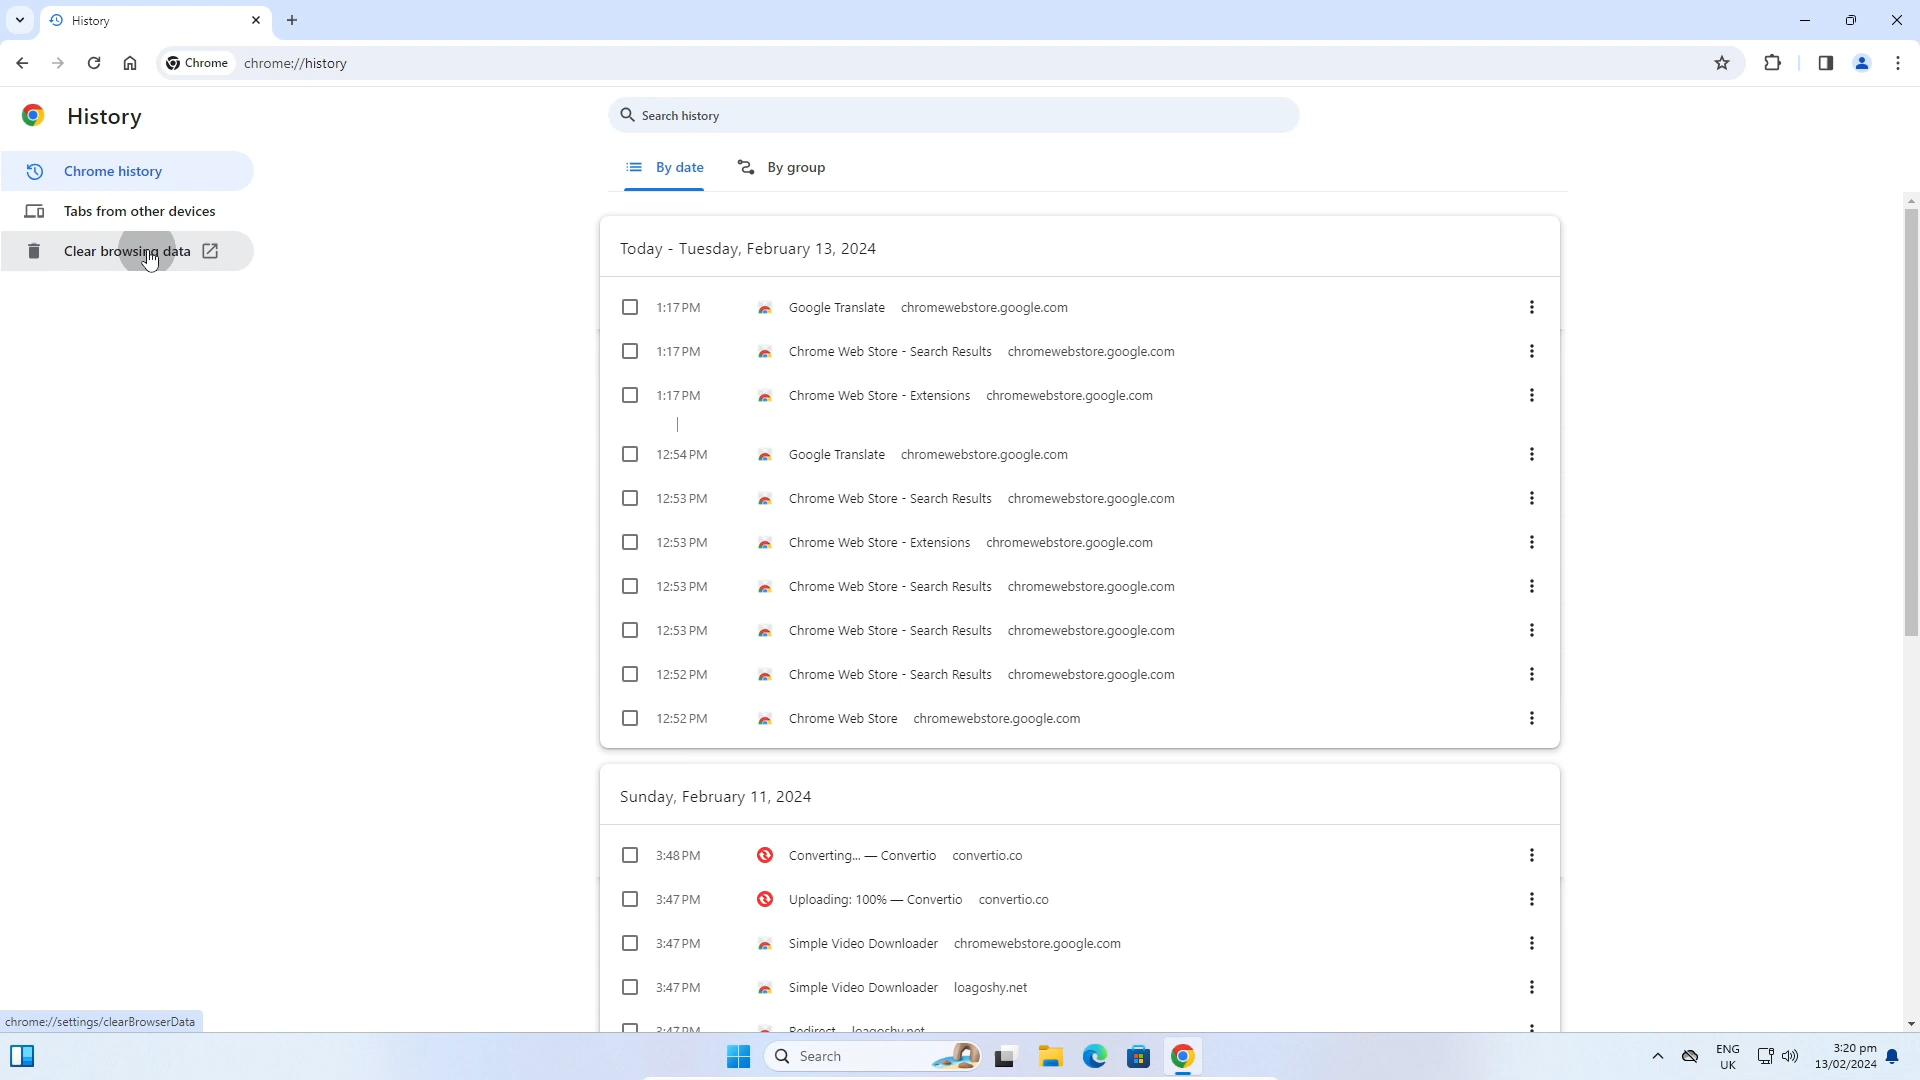 History
Chrome chrome://history
History
Search history
Chrome history
Tabs from other devices
Clear browsing data
By date By group
Today - Tuesday, February 13, 2024
1:17 PM Google Translate chromewebstore.google.com
1:17 PM Chrome Web Store - Search Results chromewebstore.google.com
1:17 PM Chrome Web Store - Extensions chromewebstore.google.com
12:54 PM Google Translate chromewebstore.google.com
12:53 PM Chrome Web Store - Search Results chromewebstore.google.com
12:53 PM Chrome Web Store - Extensions chromewebstore.google.com
12:53 PM Chrome Web Store - Search Results chromewebstore.google.com
12:53 PM Chrome Web Store - Search Results chromewebstore.google.com
12:52 PM Chrome Web Store - Search Results chromewebstore.google.com
12:52 PM Chrome Web Store chromewebstore.google.com
Sunday, February 11, 2024
3:48 PM Converting... — Convertio convertio.co
3:47 PM Uploading: 100% — Convertio convertio.co
3:47 PM Simple Video Downloader chromewebstore.google.com
3:47 PM Simple Video Downloader loagoshy.net
3:47 PM Redirect loagoshy.net
chrome://settings/clearBrowserData
Search
ENG
UK
3:20 pm
13/02/2024